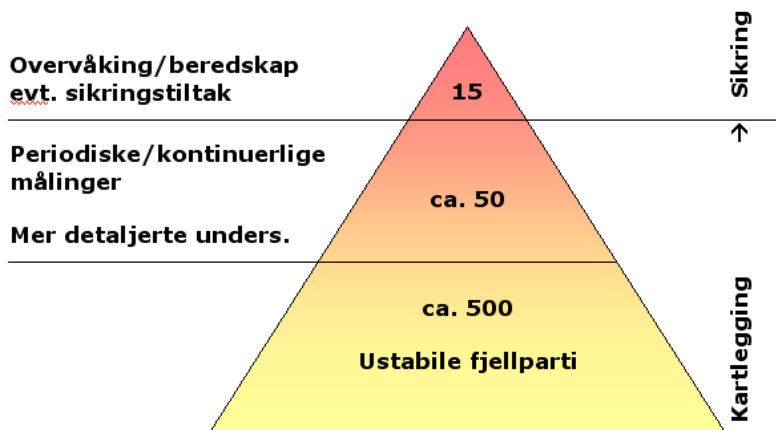 Overvåking/beredskap
evt. sikringstiltak
15
Sikring
Periodiske/kontinuerlige
målinger
ca. 50
Mer detaljerte unders.
ca. 500
Ustabile fjellparti
Kartlegging →